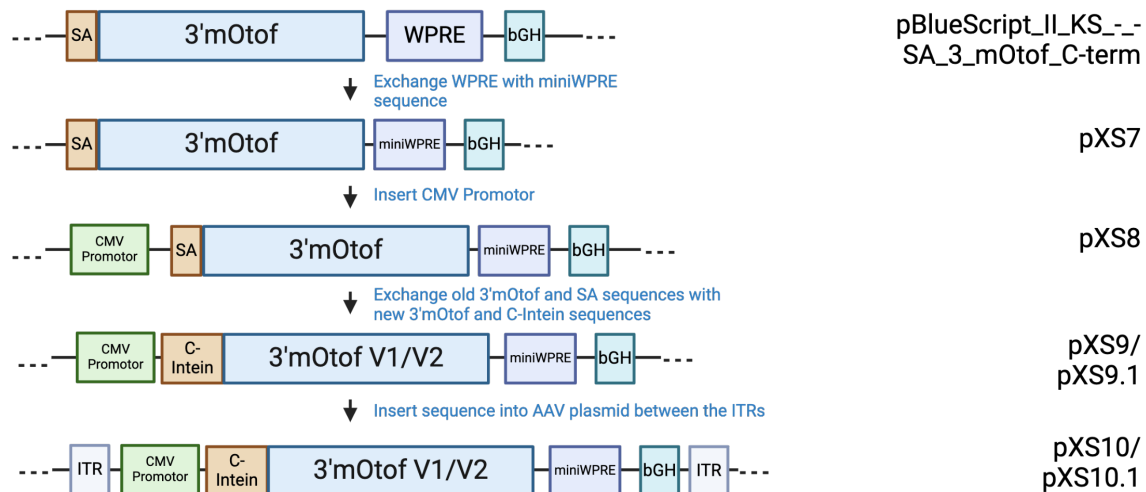 SA 3'mOtof WPRE bGH
pBlueScript_II_KS_-_-
SA_3_mOtof_C-term
Exchange WPRE with miniWPRE
sequence
SA 3'mOtof miniWPRE bGH
pXS7
Insert CMV Promotor
CMV
Promotor
SA 3'mOtof miniWPRE bGH
pXS8
Exchange old 3'mOtof and SA sequences with
new 3'mOtof and C-Intein sequences
CMV
Promotor
C-
Intein
3'mOtof V1/V2 miniWPRE bGH
pXS9/
pXS9.1
Insert sequence into AAV plasmid between the ITRs
ITR
CMV
Promotor
C-
Intein
3'mOtof V1/V2 miniWPRE bGH ITR
pXS10/
pXS10.1